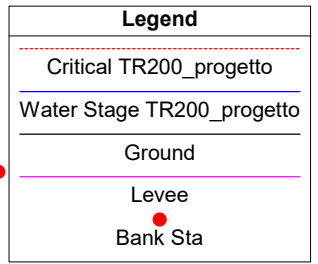 Legend
Critical TR200_progetto
Water Stage TR200_progetto
Ground
Levee
Bank Sta